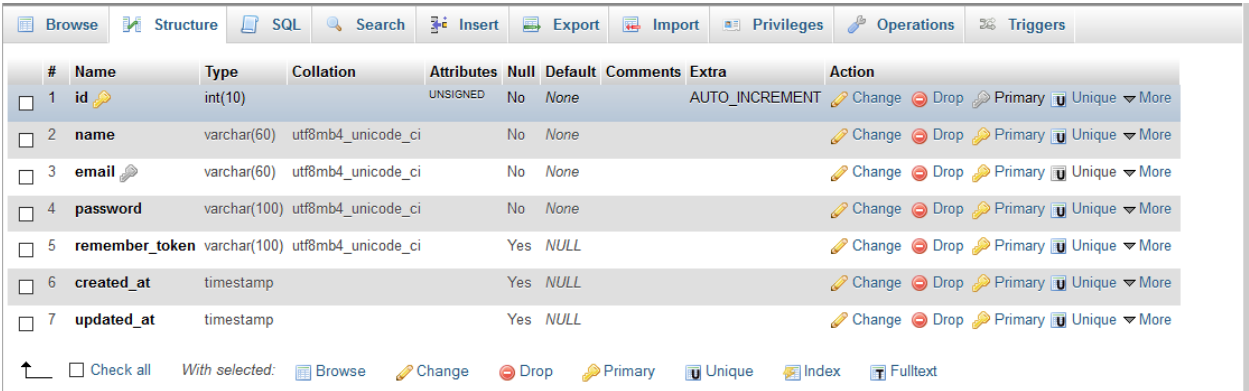 Browse Structure SQL Search Insert Export Import Privileges Operations Triggers
# Name Type Collation Attributes Null Default Comments Extra Action
1 id int(10) UNSIGNED No None AUTO_INCREMENT Change Drop Primary Unique More
2 name varchar(60) utf8mb4_unicode_ci No None Change Drop Primary Unique More
3 email varchar(60) utf8mb4_unicode_ci No None Change Drop Primary Unique More
4 password varchar(100) utf8mb4_unicode_ci No None Change Drop Primary Unique More
5 remember_token varchar(100) utf8mb4_unicode_ci Yes NULL Change Drop Primary Unique More
6 created_at timestamp Yes NULL Change Drop Primary Unique More
7 updated_at timestamp Yes NULL Change Drop Primary Unique More
Check all With selected: Browse Change Drop Primary Unique Index Fulltext